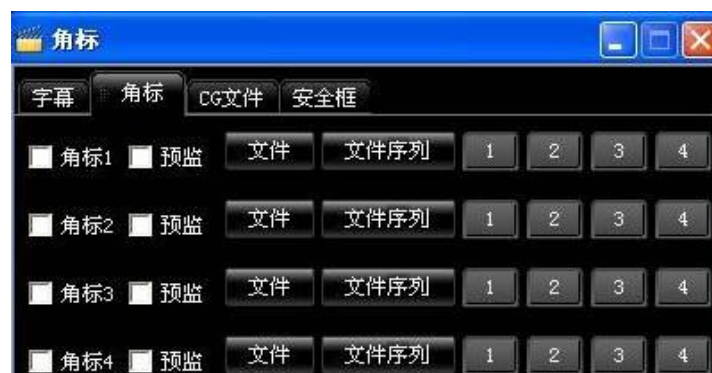 角标
字幕 角标 CG文件 安全框
角标1 预监 文件 文件序列 1 2 3 4
角标2 预监 文件 文件序列 1 2 3 4
角标3 预监 文件 文件序列 1 2 3 4
角标4 预监 文件 文件序列 1 2 3 4